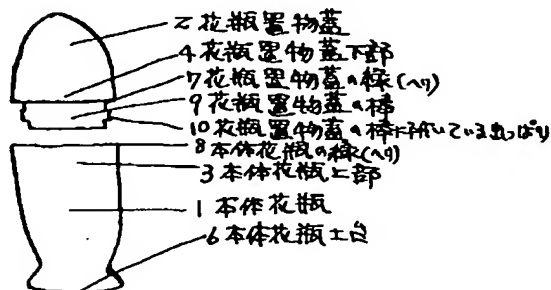 2 花瓶置物蓋
4 花瓶置物蓋下部
7 花瓶置物蓋の縁(ヘリ)
9 花瓶置物蓋の棒
10 花瓶置物蓋の棒に付いている出っぱり
8 本体花瓶の縁(ヘリ)
3 本体花瓶上部
1 本体花瓶
6 本体花瓶土台